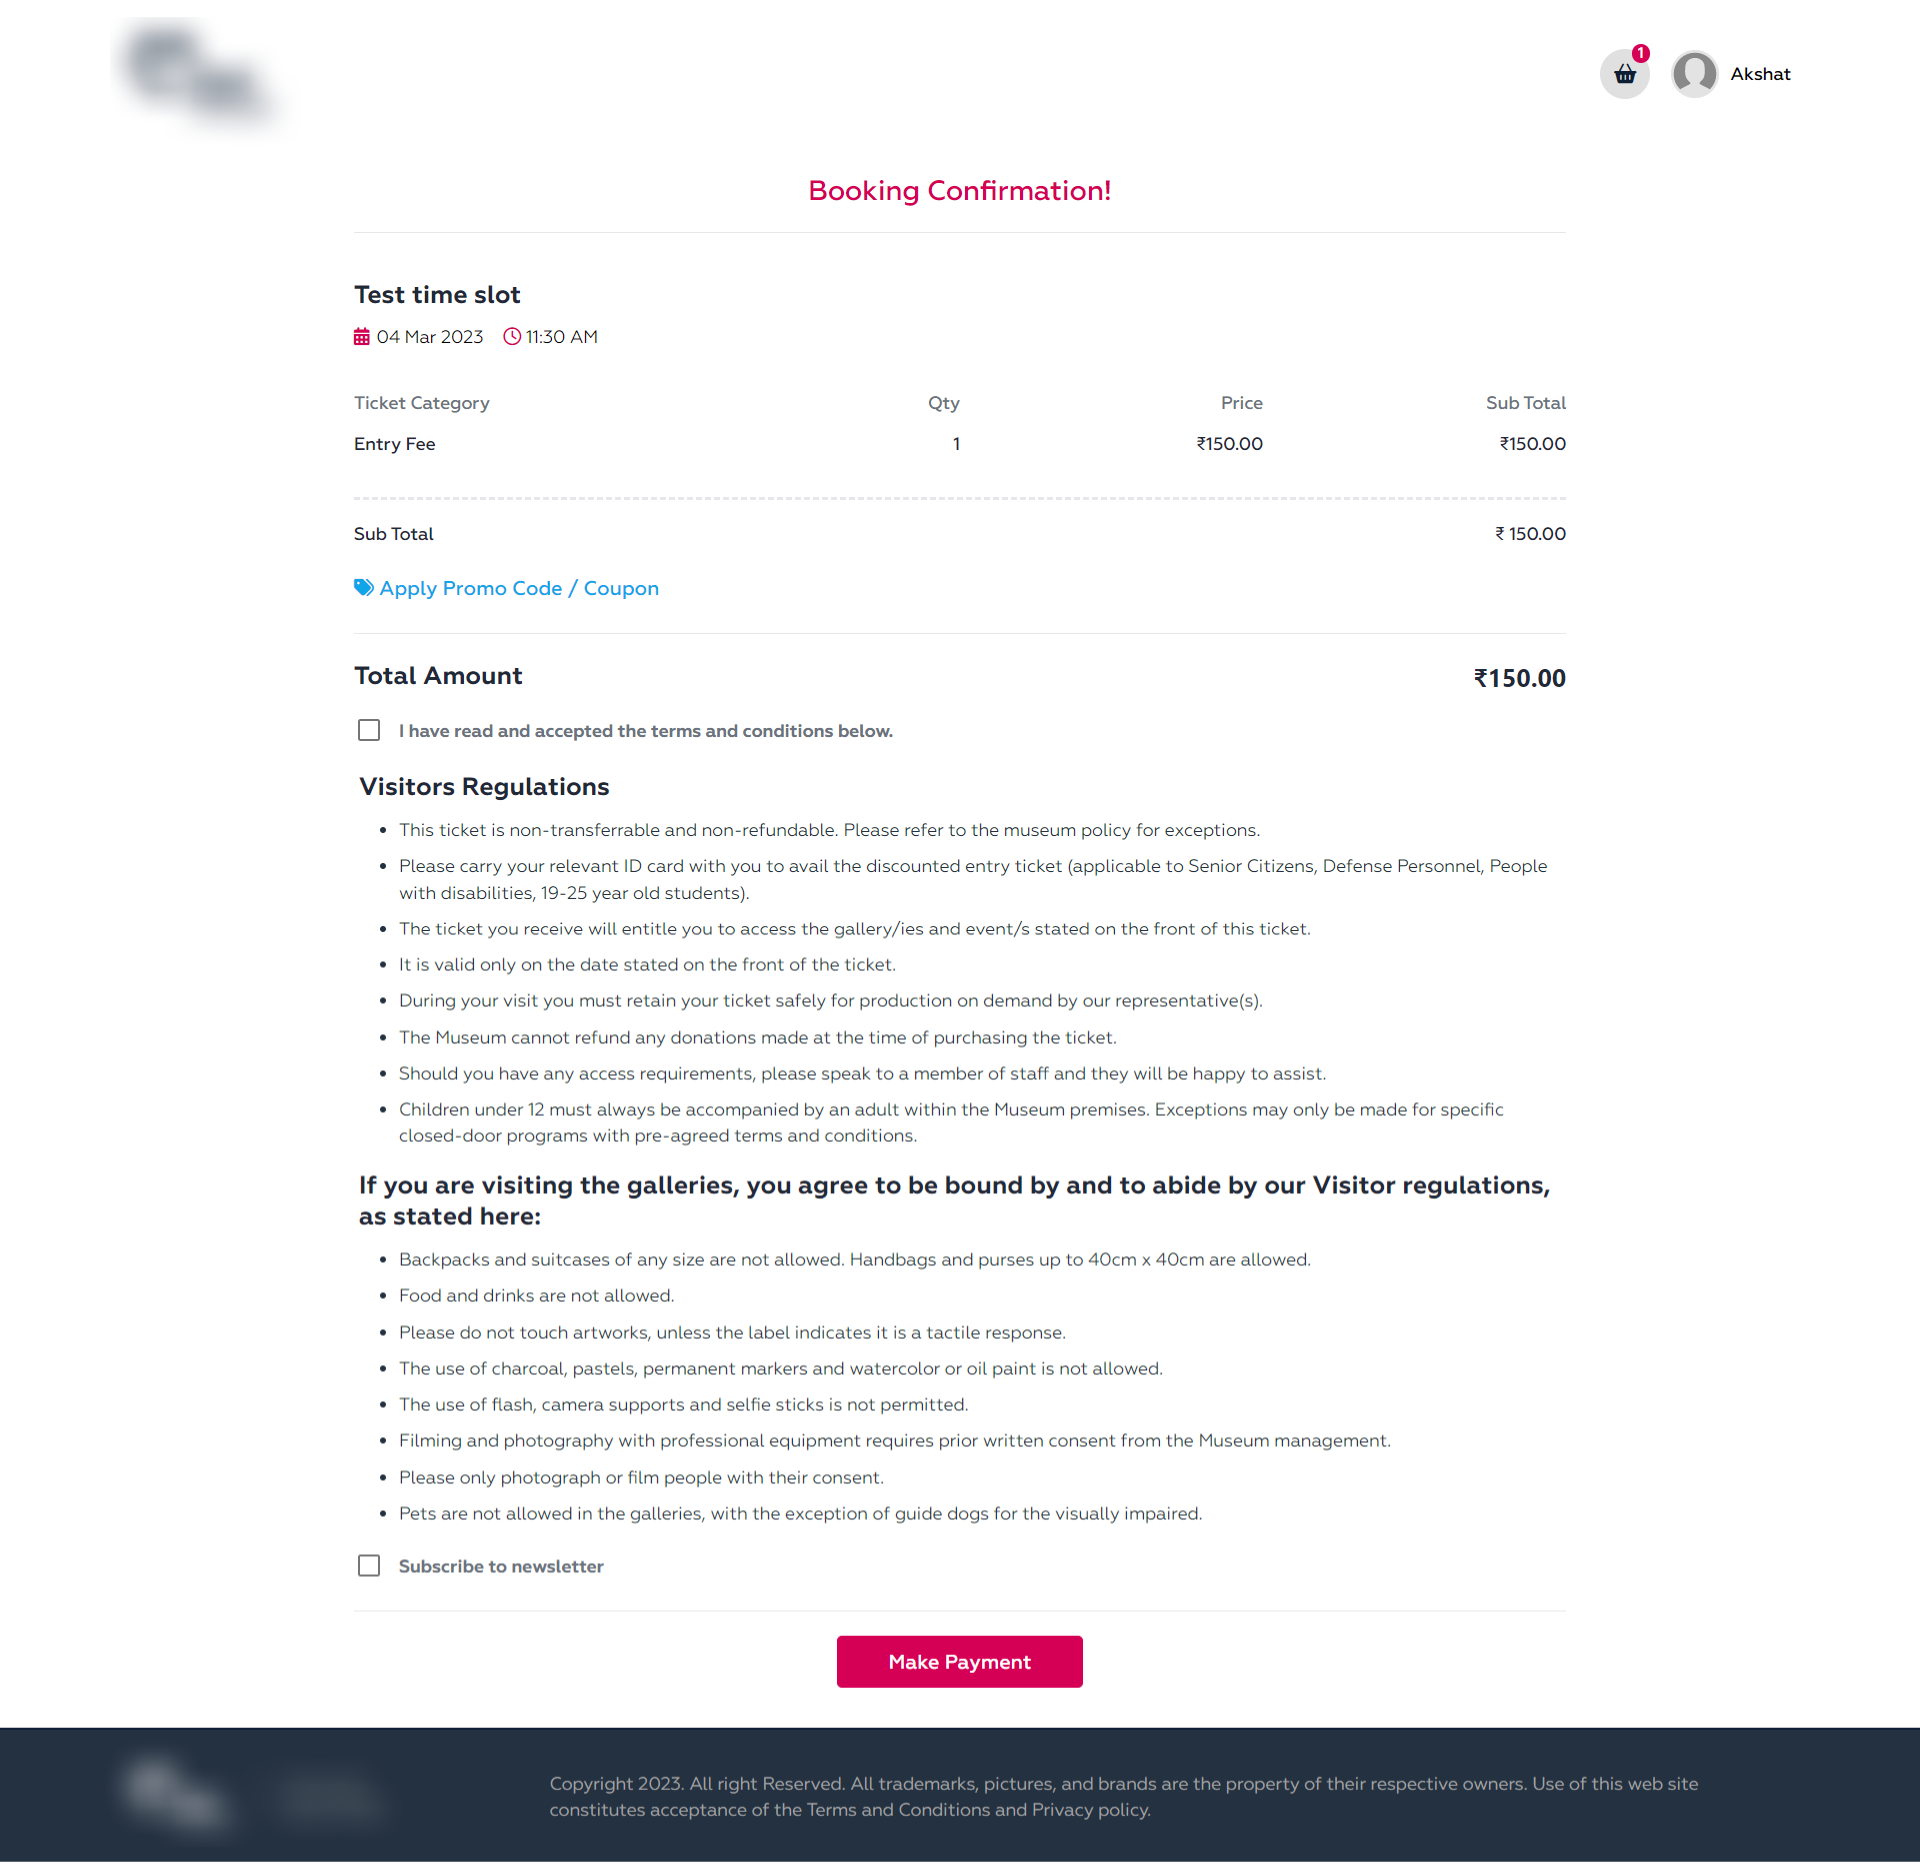 1
Akshat
Booking Confirmation!
Test time slot
04 Mar 2023 11:30 AM
Ticket Category Qty Price Sub Total
Entry Fee 1 ₹150.00 ₹150.00
Sub Total ₹ 150.00
Apply Promo Code / Coupon
Total Amount ₹150.00
I have read and accepted the terms and conditions below.
Visitors Regulations
• This ticket is non-transferrable and non-refundable. Please refer to the museum policy for exceptions.
• Please carry your relevant ID card with you to avail the discounted entry ticket (applicable to Senior Citizens, Defense Personnel, People
with disabilities, 19-25 year old students).
• The ticket you receive will entitle you to access the gallery/ies and event/s stated on the front of this ticket.
• It is valid only on the date stated on the front of the ticket.
• During your visit you must retain your ticket safely for production on demand by our representative(s).
• The Museum cannot refund any donations made at the time of purchasing the ticket.
• Should you have any access requirements, please speak to a member of staff and they will be happy to assist.
• Children under 12 must always be accompanied by an adult within the Museum premises. Exceptions may only be made for specific
closed-door programs with pre-agreed terms and conditions.
If you are visiting the galleries, you agree to be bound by and to abide by our Visitor regulations,
as stated here:
• Backpacks and suitcases of any size are not allowed. Handbags and purses up to 40cm x 40cm are allowed.
• Food and drinks are not allowed.
• Please do not touch artworks, unless the label indicates it is a tactile response.
• The use of charcoal, pastels, permanent markers and watercolor or oil paint is not allowed.
• The use of flash, camera supports and selfie sticks is not permitted.
• Filming and photography with professional equipment requires prior written consent from the Museum management.
• Please only photograph or film people with their consent.
• Pets are not allowed in the galleries, with the exception of guide dogs for the visually impaired.
Subscribe to newsletter
Make Payment
Copyright 2023. All right Reserved. All trademarks, pictures, and brands are the property of their respective owners. Use of this web site
constitutes acceptance of the Terms and Conditions and Privacy policy.